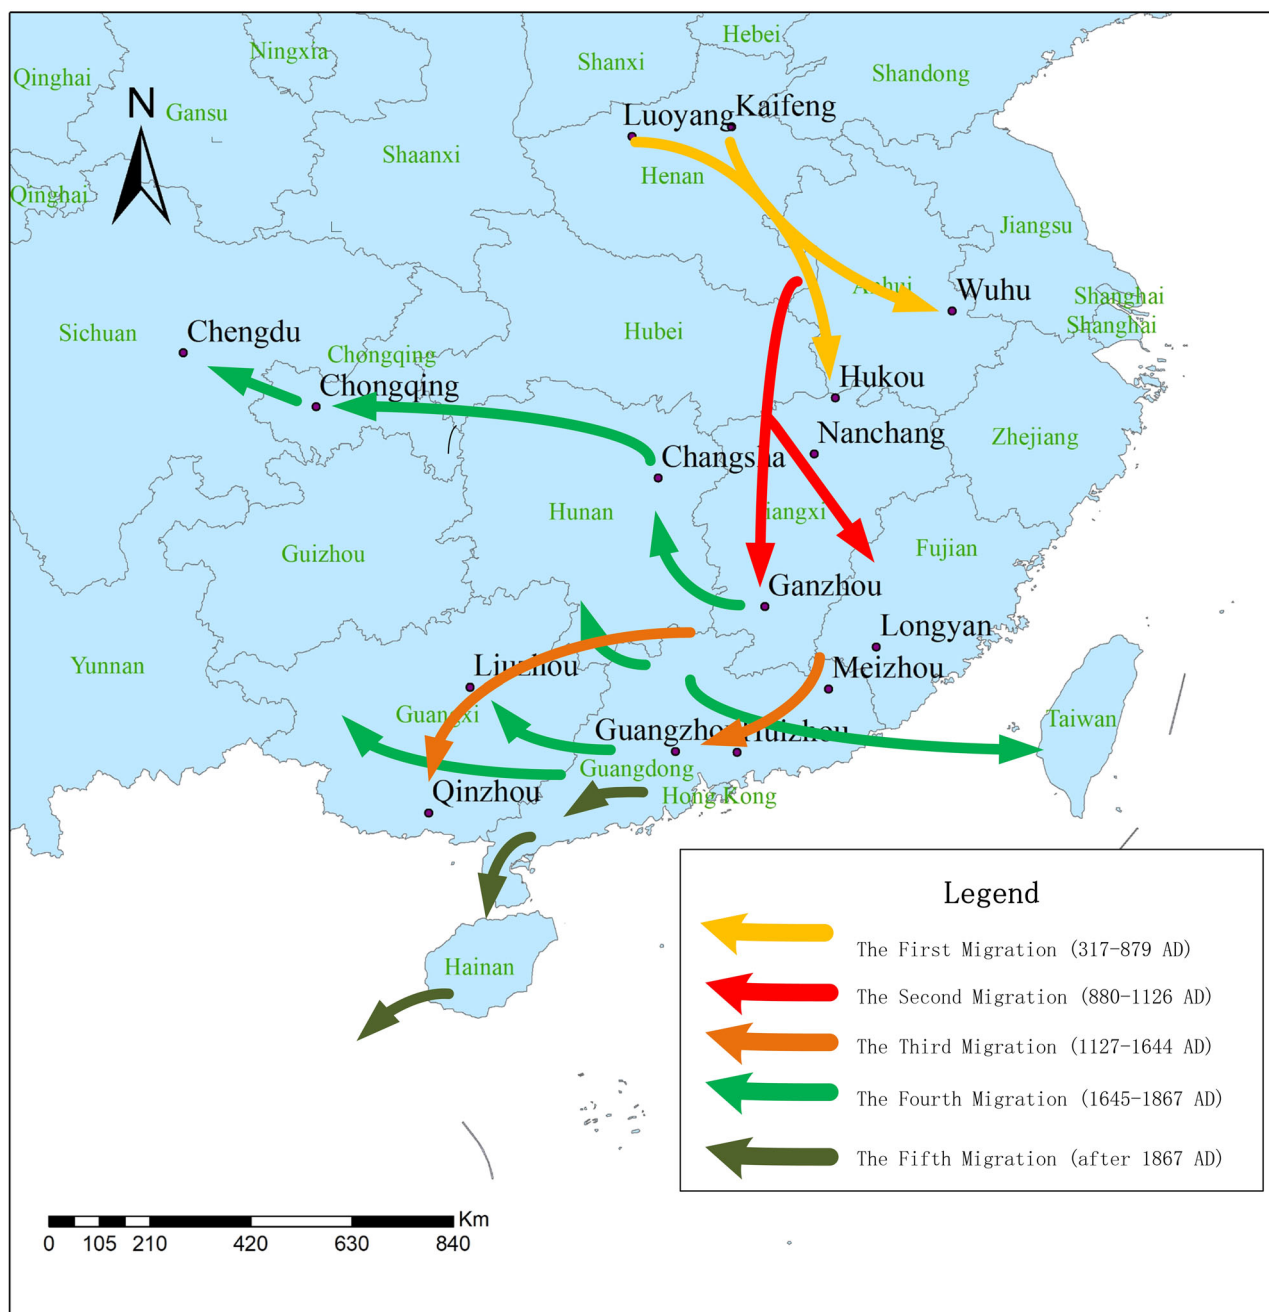 Hebei
Ningxia
Shanxi
Qinghai
Shandong
N
Kaifeng
Luoyang
Gansu
Shaanxi
Henan
Qinghai
Jiangsu
Anhui
Wuhu
Shanghai
Shanghai
Sichuan
Chengdu
Hubei
Chongqing
Chongqing
Hukou
Nanchang
Zhejiang
Changsha
Hunan
Jiangxi
Guizhou
Fujian
Ganzhou
Longyan
Yunnan
Liuzhou
Meizhou
Guangxi
Taiwan
Guangzhou
Huizhou
Guangdong
Qinzhou
Hong Kong
Hainan
Legend
The First Migration (317-879 AD)
The Second Migration (880-1126 AD)
The Third Migration (1127-1644 AD)
The Fourth Migration (1645-1867 AD)
The Fifth Migration (after 1867 AD)
Km
0 105 210 420 630 840